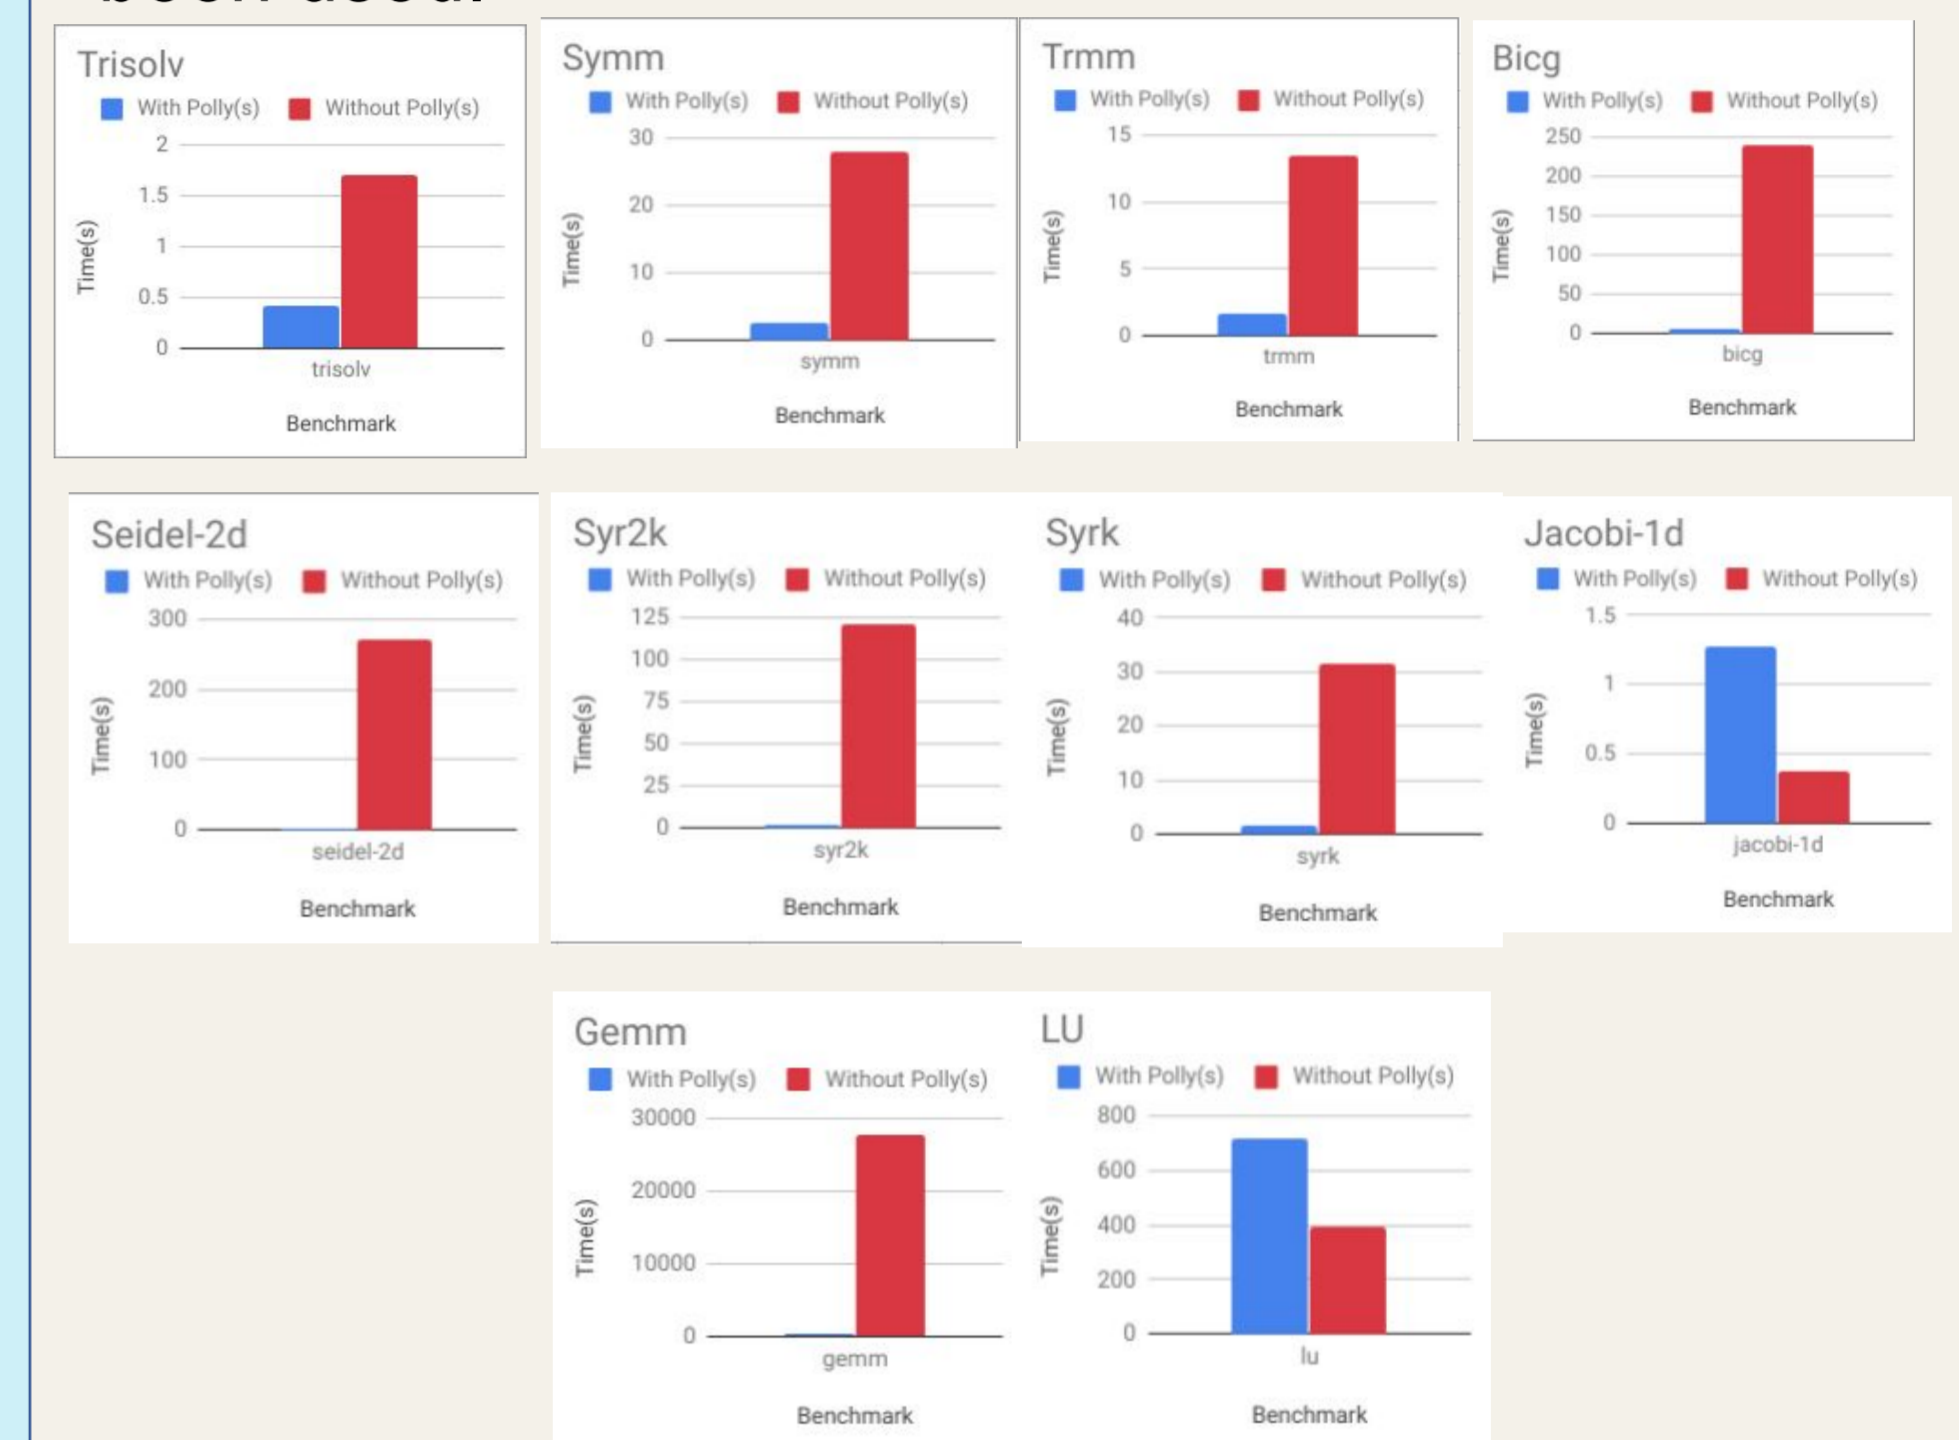 been used.
Trisolv
With Polly(s) Without Polly(s)
2
1.5
1
0.5
0
Time(s)
trisolv
Benchmark
Symm
With Polly(s) Without Polly(s)
30
20
10
0
Time(s)
symm
Benchmark
Trmm
With Polly(s) Without Polly(s)
15
10
5
0
Time(s)
trmm
Benchmark
Bicg
With Polly(s) Without Polly(s)
250
200
150
100
50
0
Time(s)
bicg
Benchmark
Seidel-2d
With Polly(s) Without Polly(s)
300
200
100
0
Time(s)
seidel-2d
Benchmark
Syr2k
With Polly(s) Without Polly(s)
125
100
75
50
25
0
Time(s)
syr2k
Benchmark
Syrk
With Polly(s) Without Polly(s)
40
30
20
10
0
Time(s)
syrk
Benchmark
Jacobi-1d
With Polly(s) Without Polly(s)
1.5
1
0.5
0
Time(s)
jacobi-1d
Benchmark
Gemm
With Polly(s) Without Polly(s)
30000
20000
10000
0
Time(s)
gemm
Benchmark
LU
With Polly(s) Without Polly(s)
800
600
400
200
0
Time(s)
lu
Benchmark